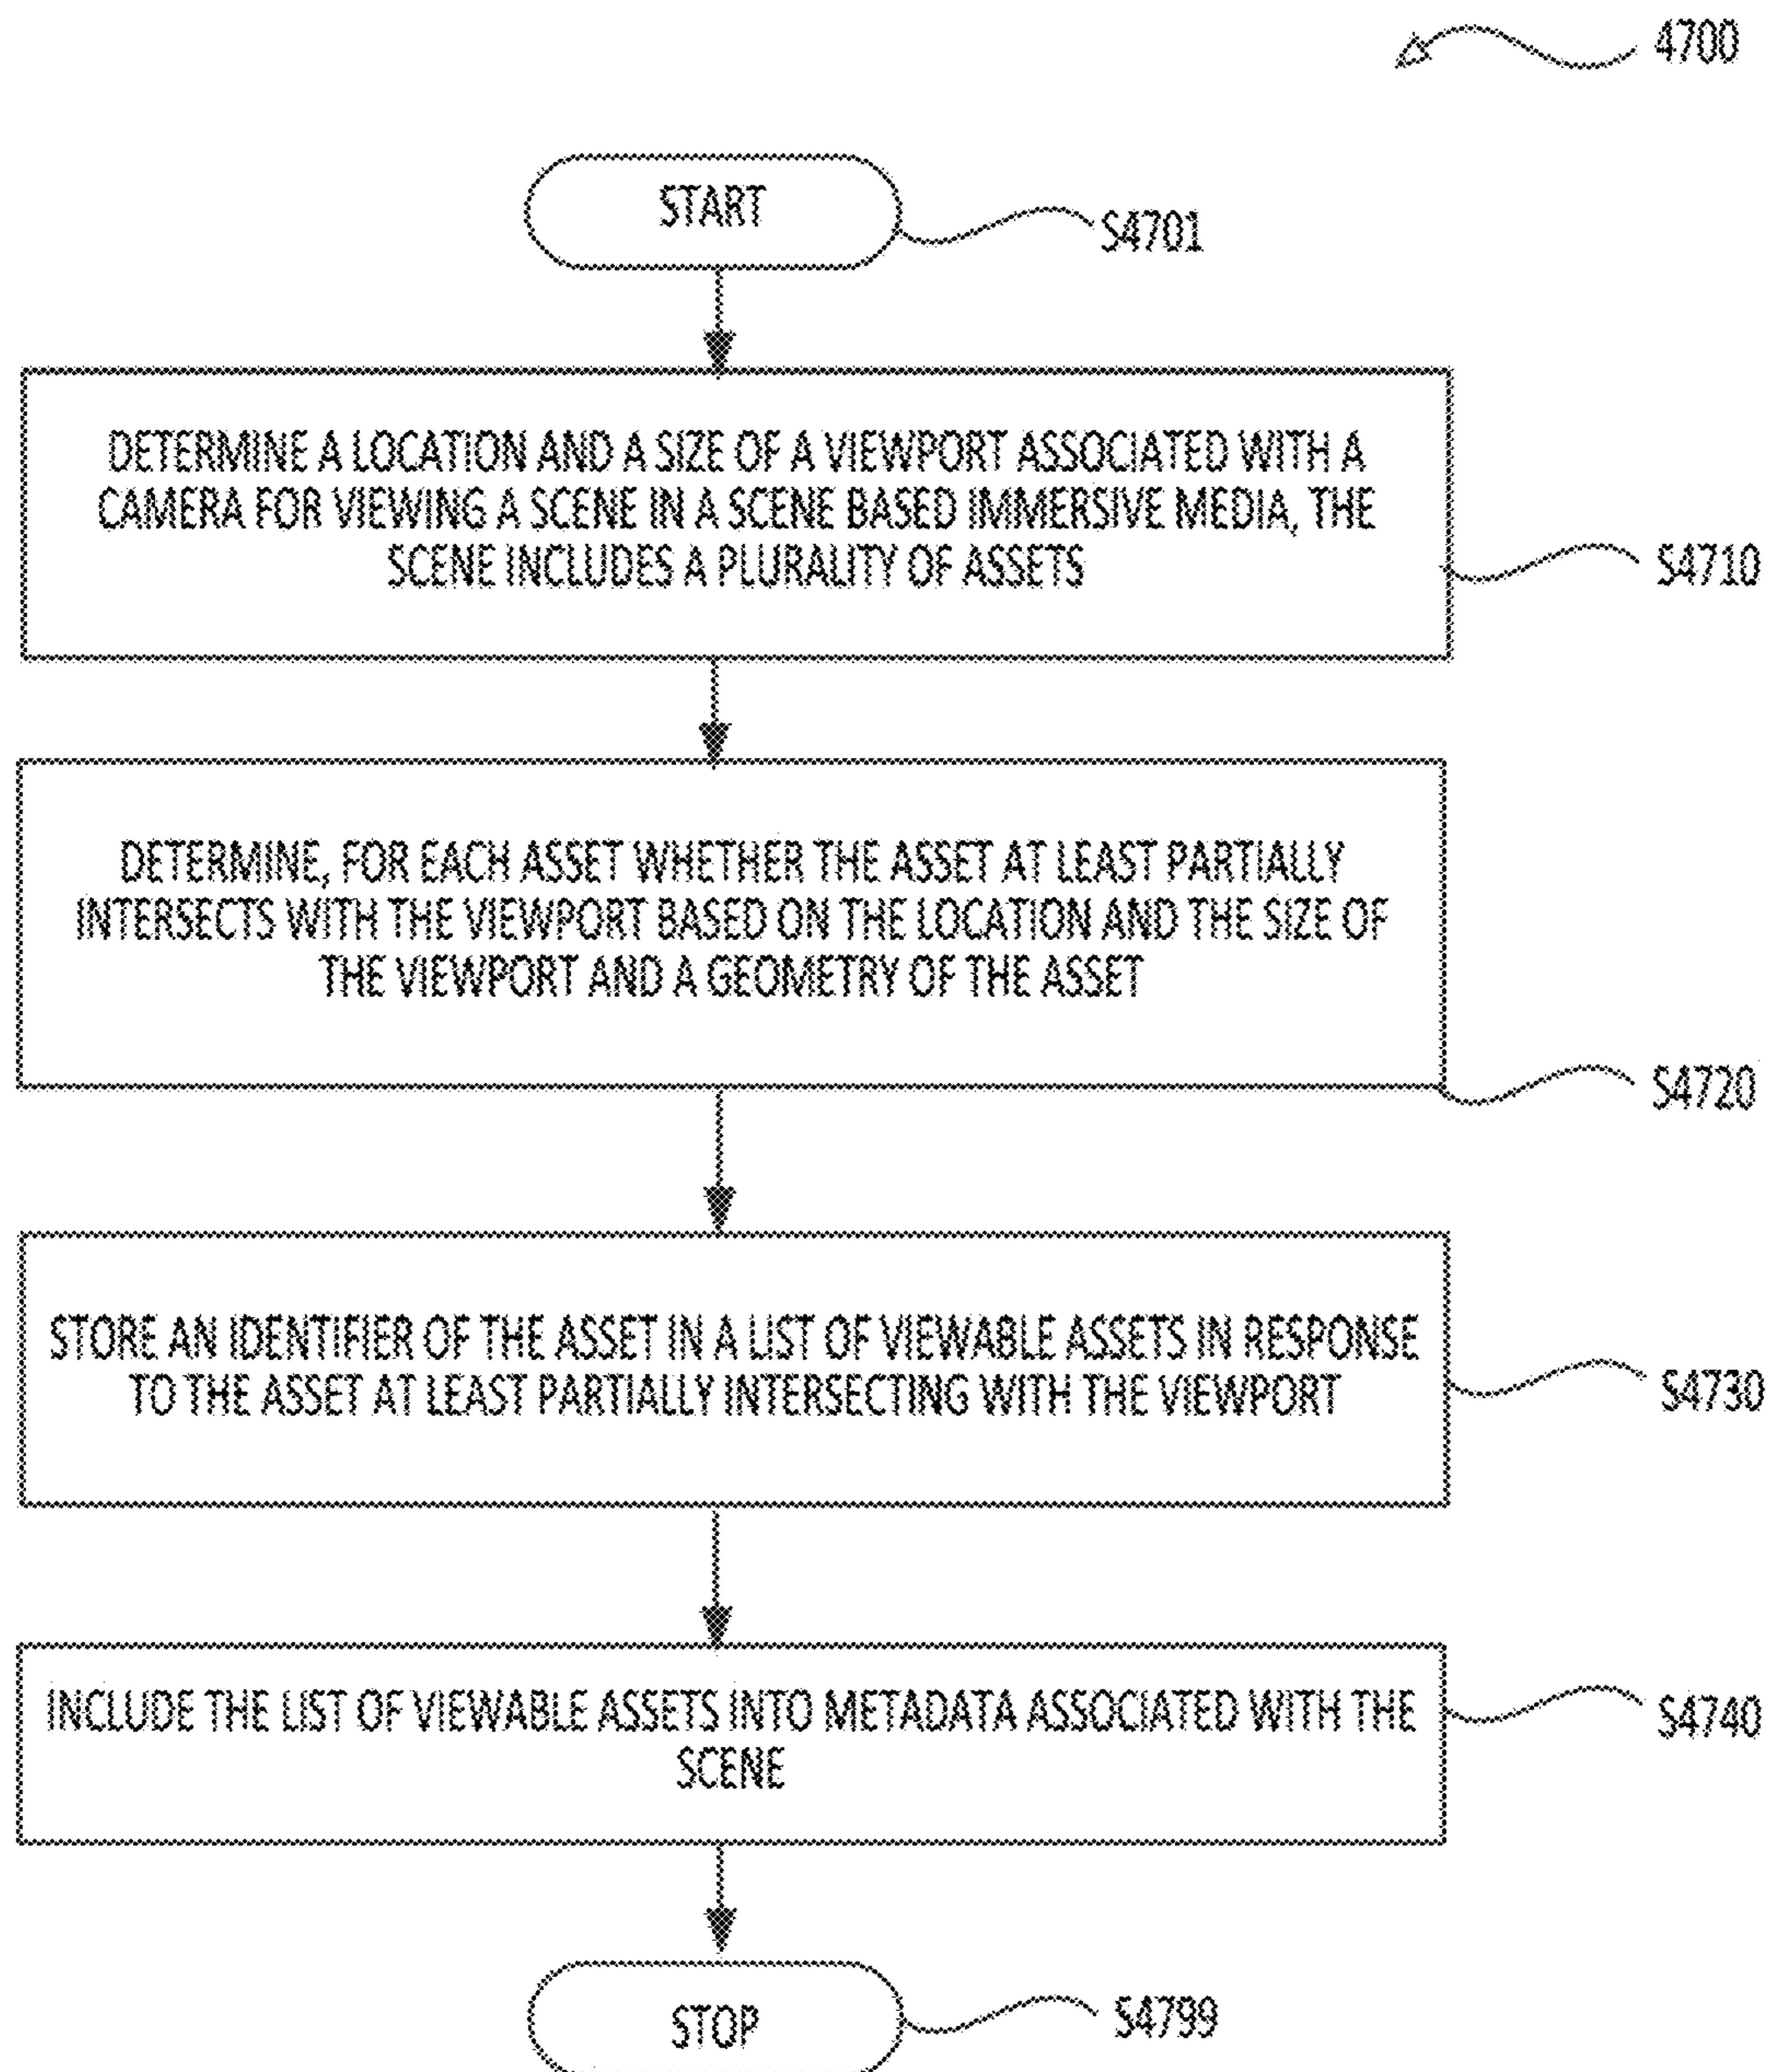 4700
START
S4701
DETERMINE A LOCATION AND A SIZE OF A VIEWPORT ASSOCIATED WITH A
CAMERA FOR VIEWING A SCENE IN A SCENE BASED IMMERSIVE MEDIA, THE
SCENE INCLUDES A PLURALITY OF ASSETS
S4710
DETERMINE, FOR EACH ASSET WHETHER THE ASSET AT LEAST PARTIALLY
INTERSECTS WITH THE VIEWPORT BASED ON THE LOCATION AND THE SIZE OF
THE VIEWPORT AND A GEOMETRY OF THE ASSET
S4720
STORE AN IDENTIFIER OF THE ASSET IN A LIST OF VIEWABLE ASSETS IN RESPONSE
TO THE ASSET AT LEAST PARTIALLY INTERSECTING WITH THE VIEWPORT
S4730
INCLUDE THE LIST OF VIEWABLE ASSETS INTO METADATA ASSOCIATED WITH THE
SCENE
S4740
STOP
S4799